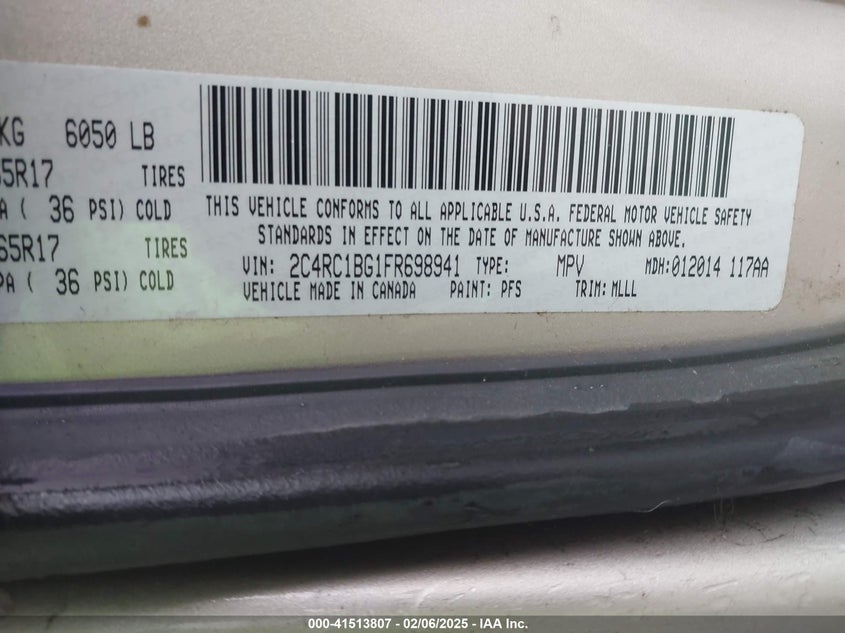 KG 6050 LB
65R17 TIRES
PA ( 36 PSI) COLD
65R17 TIRES
PA ( 36 PSI) COLD
THIS VEHICLE CONFORMS TO ALL APPLICABLE U.S.A. FEDERAL MOTOR VEHICLE SAFETY
STANDARDS IN EFFECT ON THE DATE OF MANUFACTURE SHOWN ABOVE.
VIN: 2C4RC1BG1FR698941 TYPE: MPV MDH:012014 117AA
VEHICLE MADE IN CANADA PAINT: PFS TRIM: MLLL
000-41513807 - 02/06/2025 - IAA Inc.